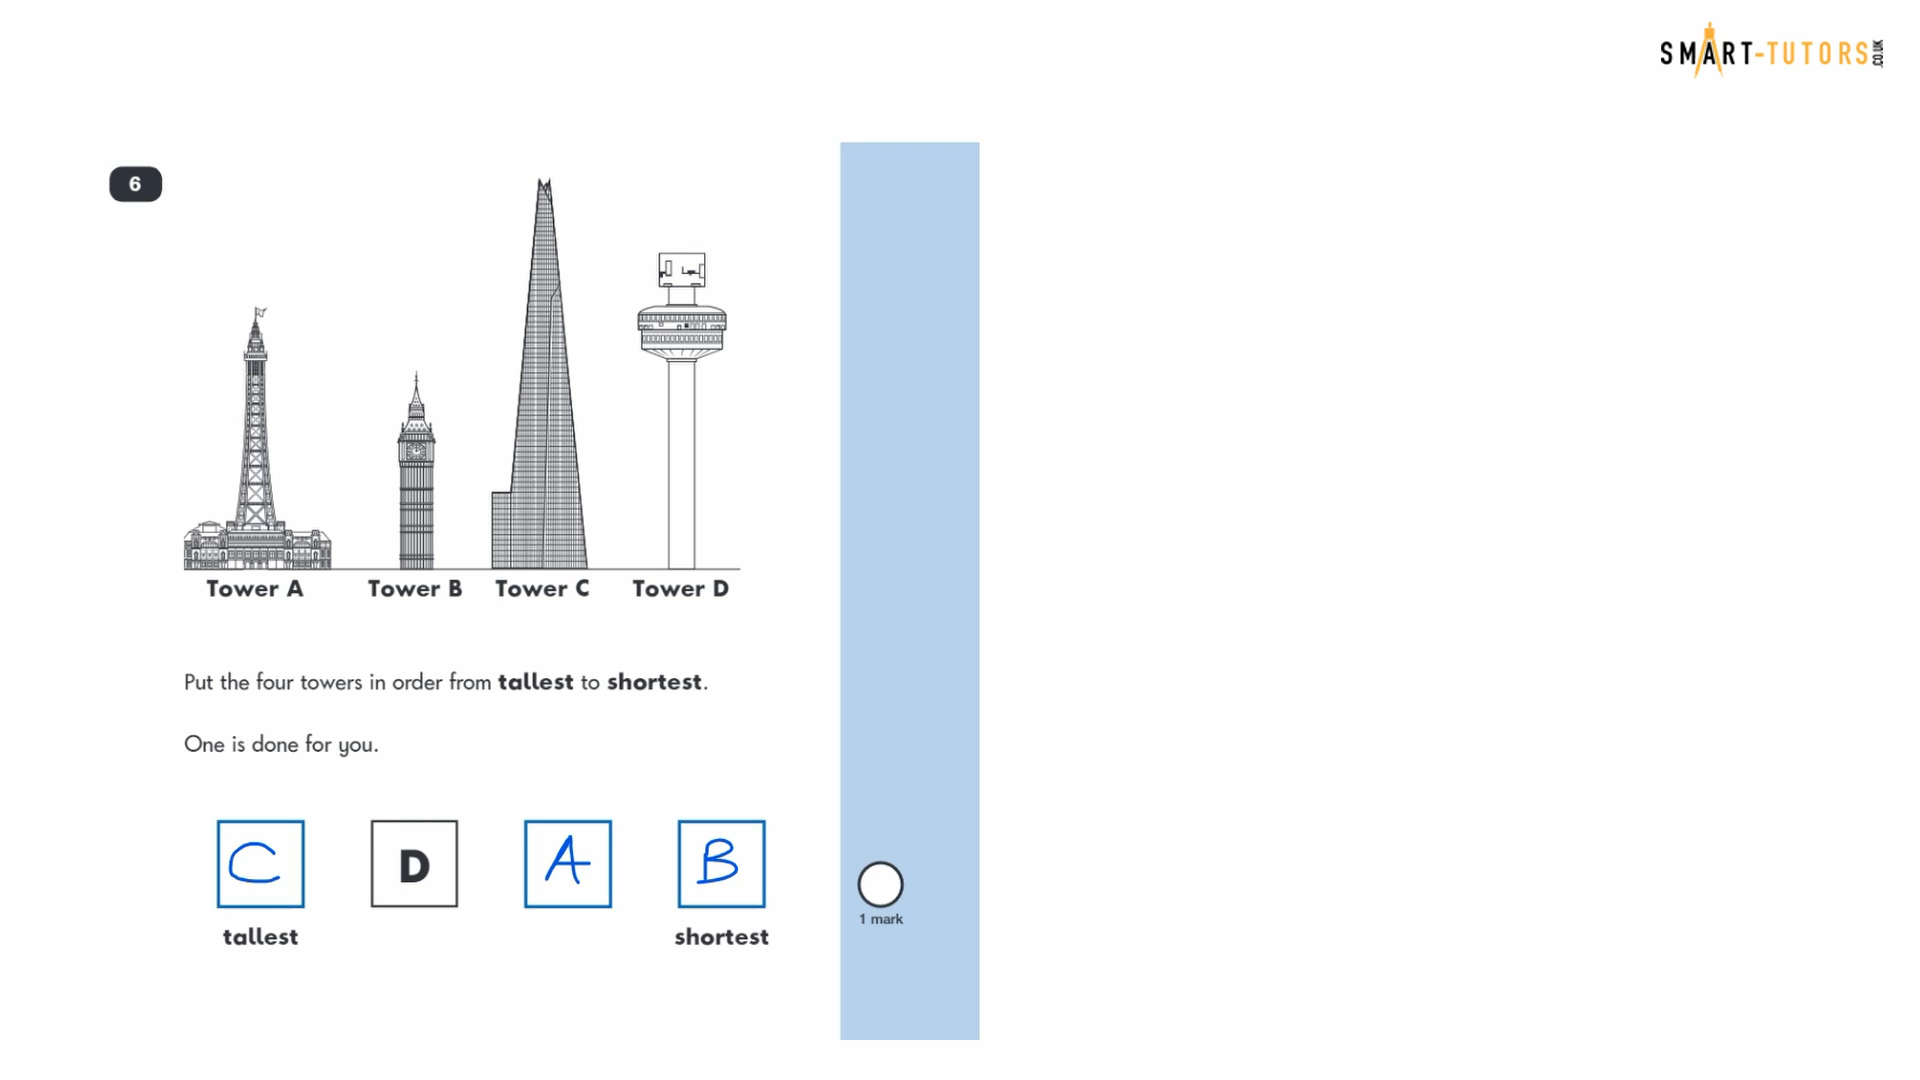 SMART-TUTORS.CO.UK
6
Tower A Tower B Tower C Tower D
Put the four towers in order from tallest to shortest.
One is done for you.
C D A B
tallest shortest
1 mark